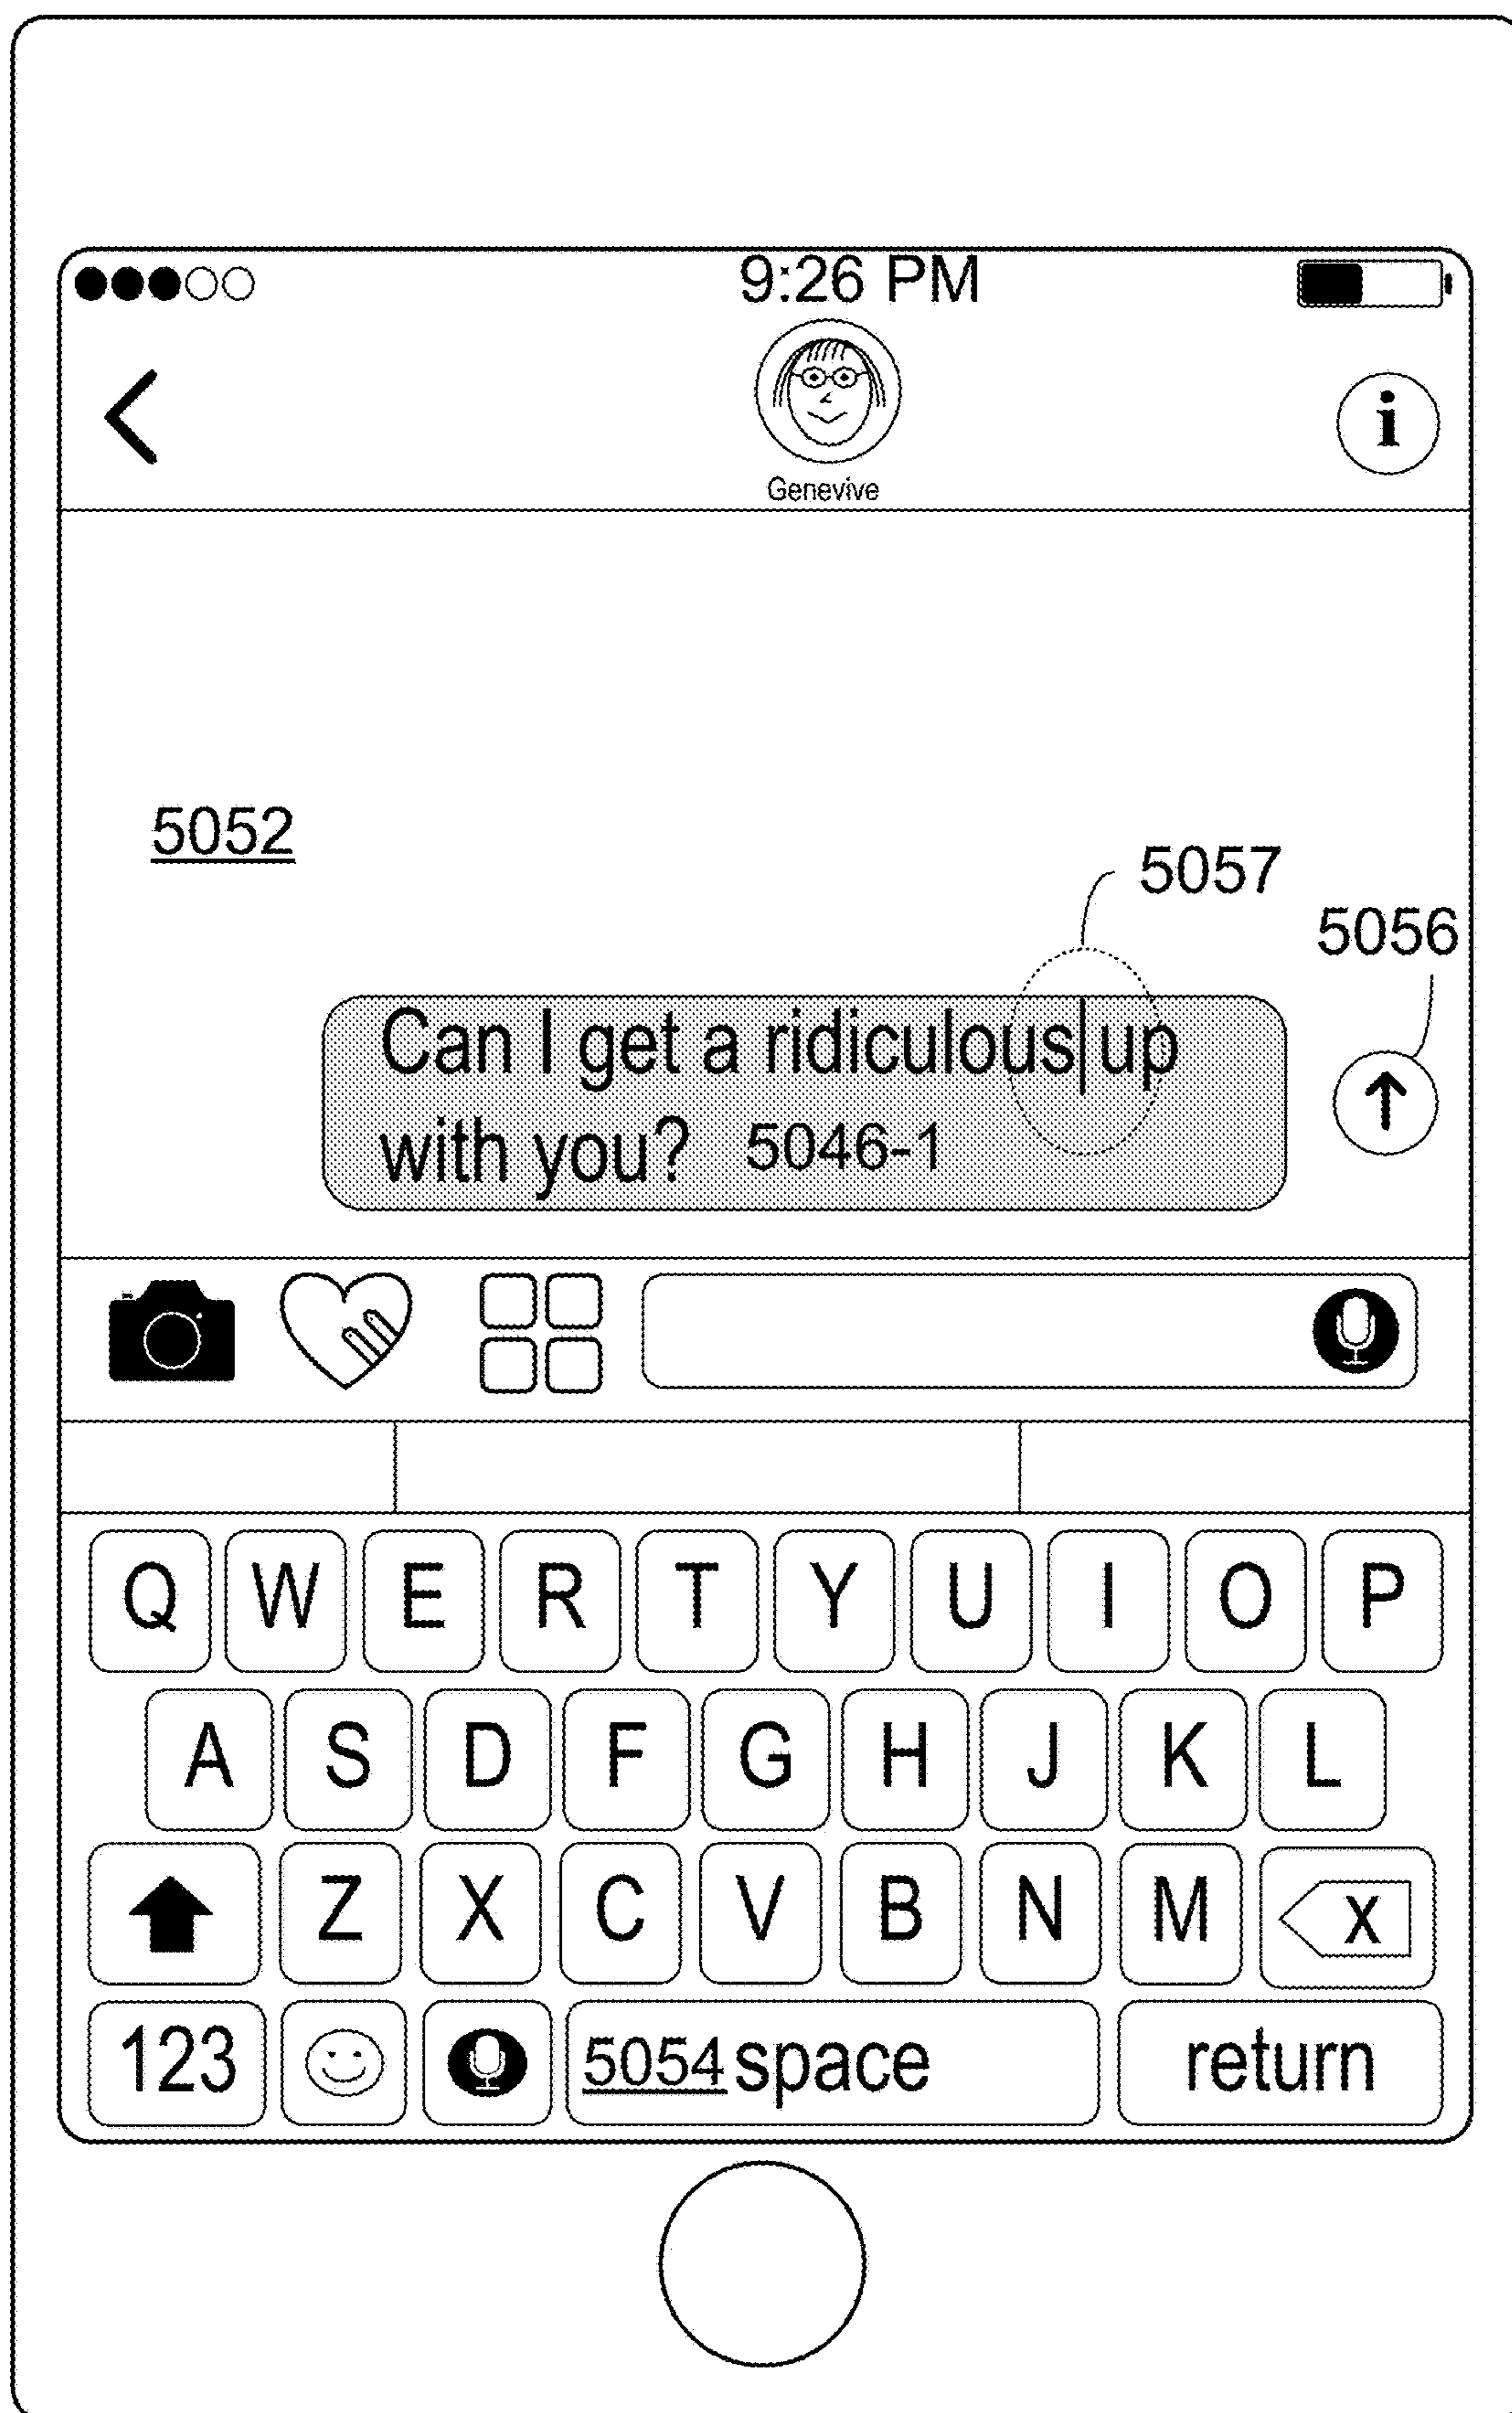 9:26 PM
i
Genevive
5052
5057
5056
Can I get a ridiculous up
with you? 5046-1
Q W E R T Y U I O P
A S D F G H J K L
Z X C V B N M X
123 5054 space return